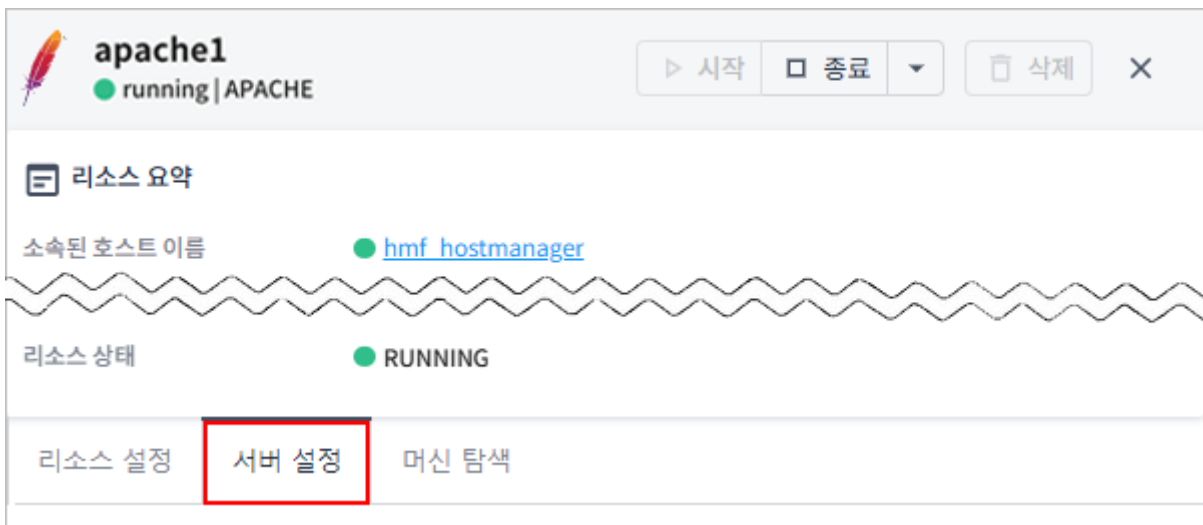 apache1
running | APACHE
시작 종료 삭제
리소스 요약
소속된 호스트 이름 hmf_hostmanager
리소스 상태 RUNNING
리소스 설정 서버 설정 머신 탐색